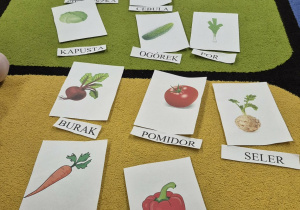 CEBULA
KAPUSTA
OGÓREK
POR
BURAK
POMIDOR
SELER